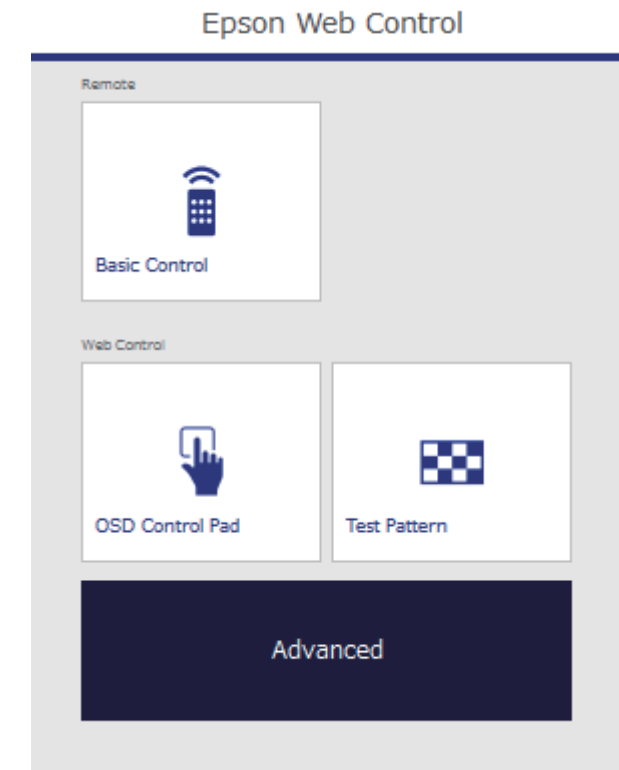 Epson Web Control
Remote
Basic Control
Web Control
OSD Control Pad
Test Pattern
Advanced